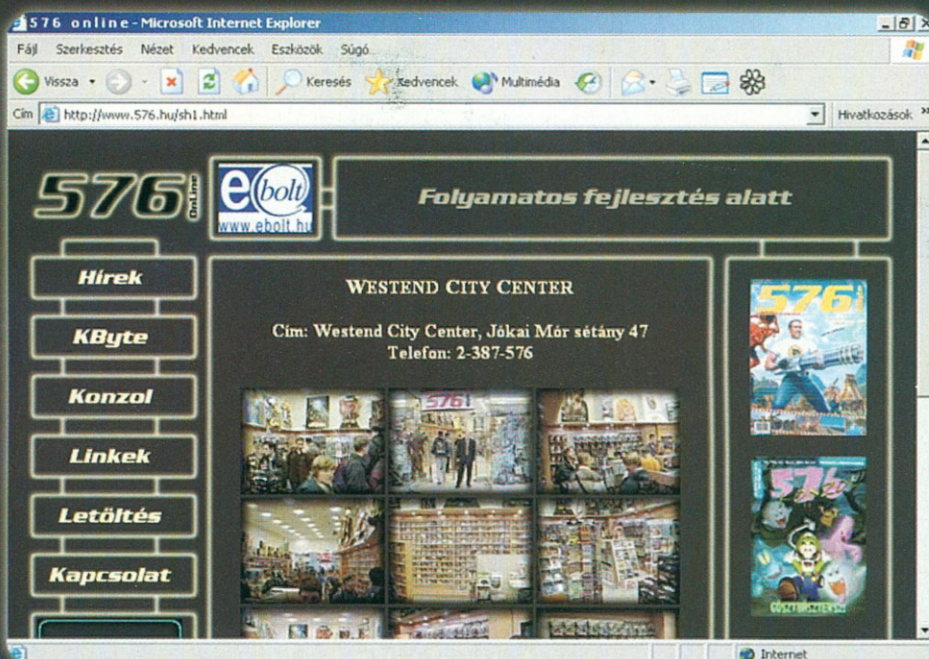 576 online - Microsoft Internet Explorer
Fájl Szerkesztés Nézet Kedvencek Eszközök Súgó
Vissza Keresés Kedvencek Multimédia
Cím http://www.576.hu/sh1.html Hivatkozások »
576 OnLine
e bolt
www.ebolt.hu
Folyamatos fejlesztés alatt
Hírek
KByte
Konzol
Linkek
Letöltés
Kapcsolat
WESTEND CITY CENTER
Cím: Westend City Center, Jókai Mór sétány 47
Telefon: 2-387-576
576
576
576
GOSZTBASZTERSZ!
Internet